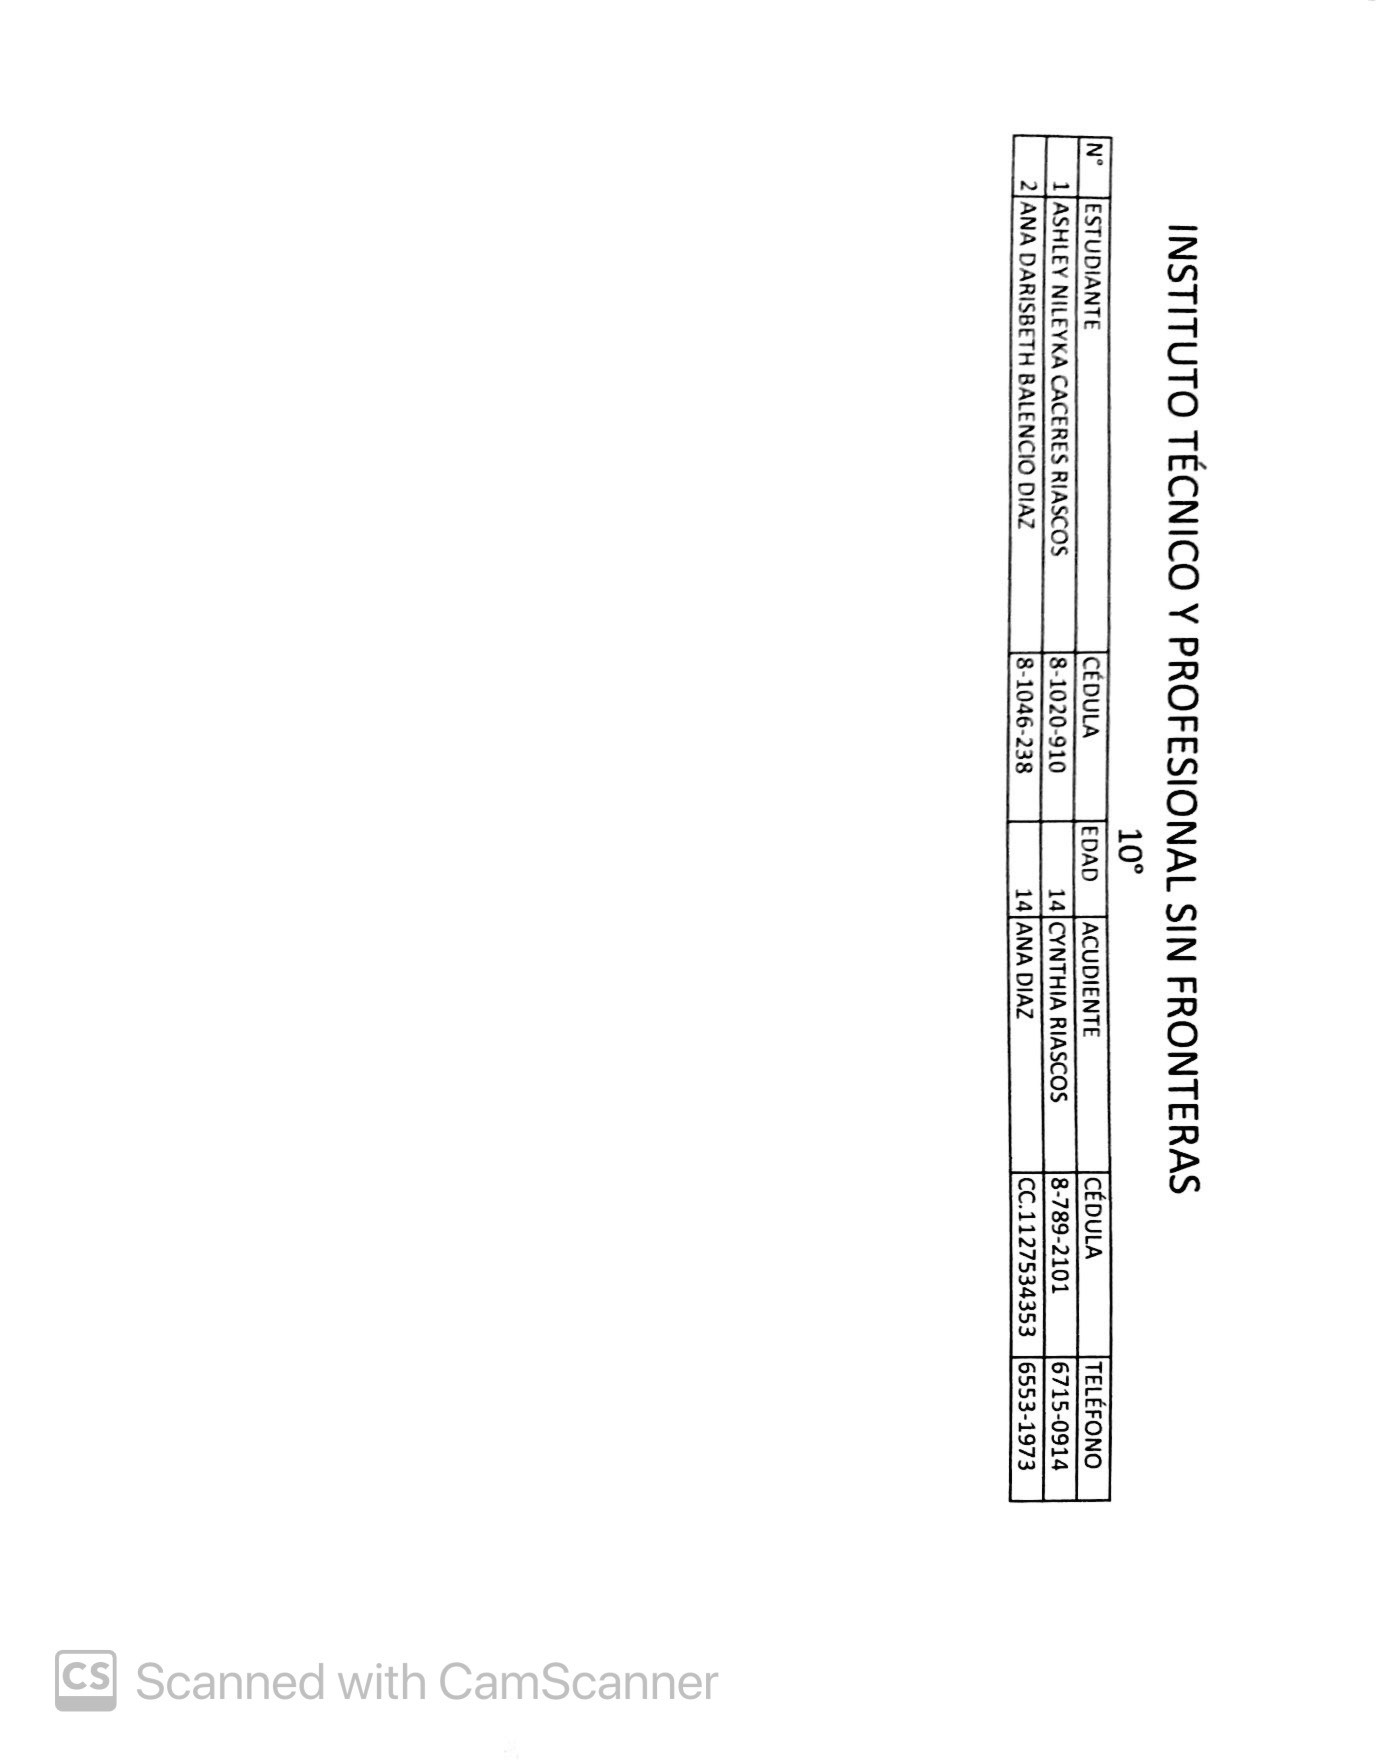 INSTITUTO TÉCNICO Y PROFESIONAL SIN FRONTERAS
10°
N° ESTUDIANTE CÉDULA EDAD ACUDIENTE CÉDULA TELÉFONO
1 ASHLEY NILEYKA CACERES RIASCOS 8-1020-910 14 CYNTHIA RIASCOS 8-789-2101 6715-0914
2 ANA DARISBETH BALENCIO DIAZ 8-1046-238 14 ANA DIAZ CC.1127534353 6553-1973
CS Scanned with CamScanner